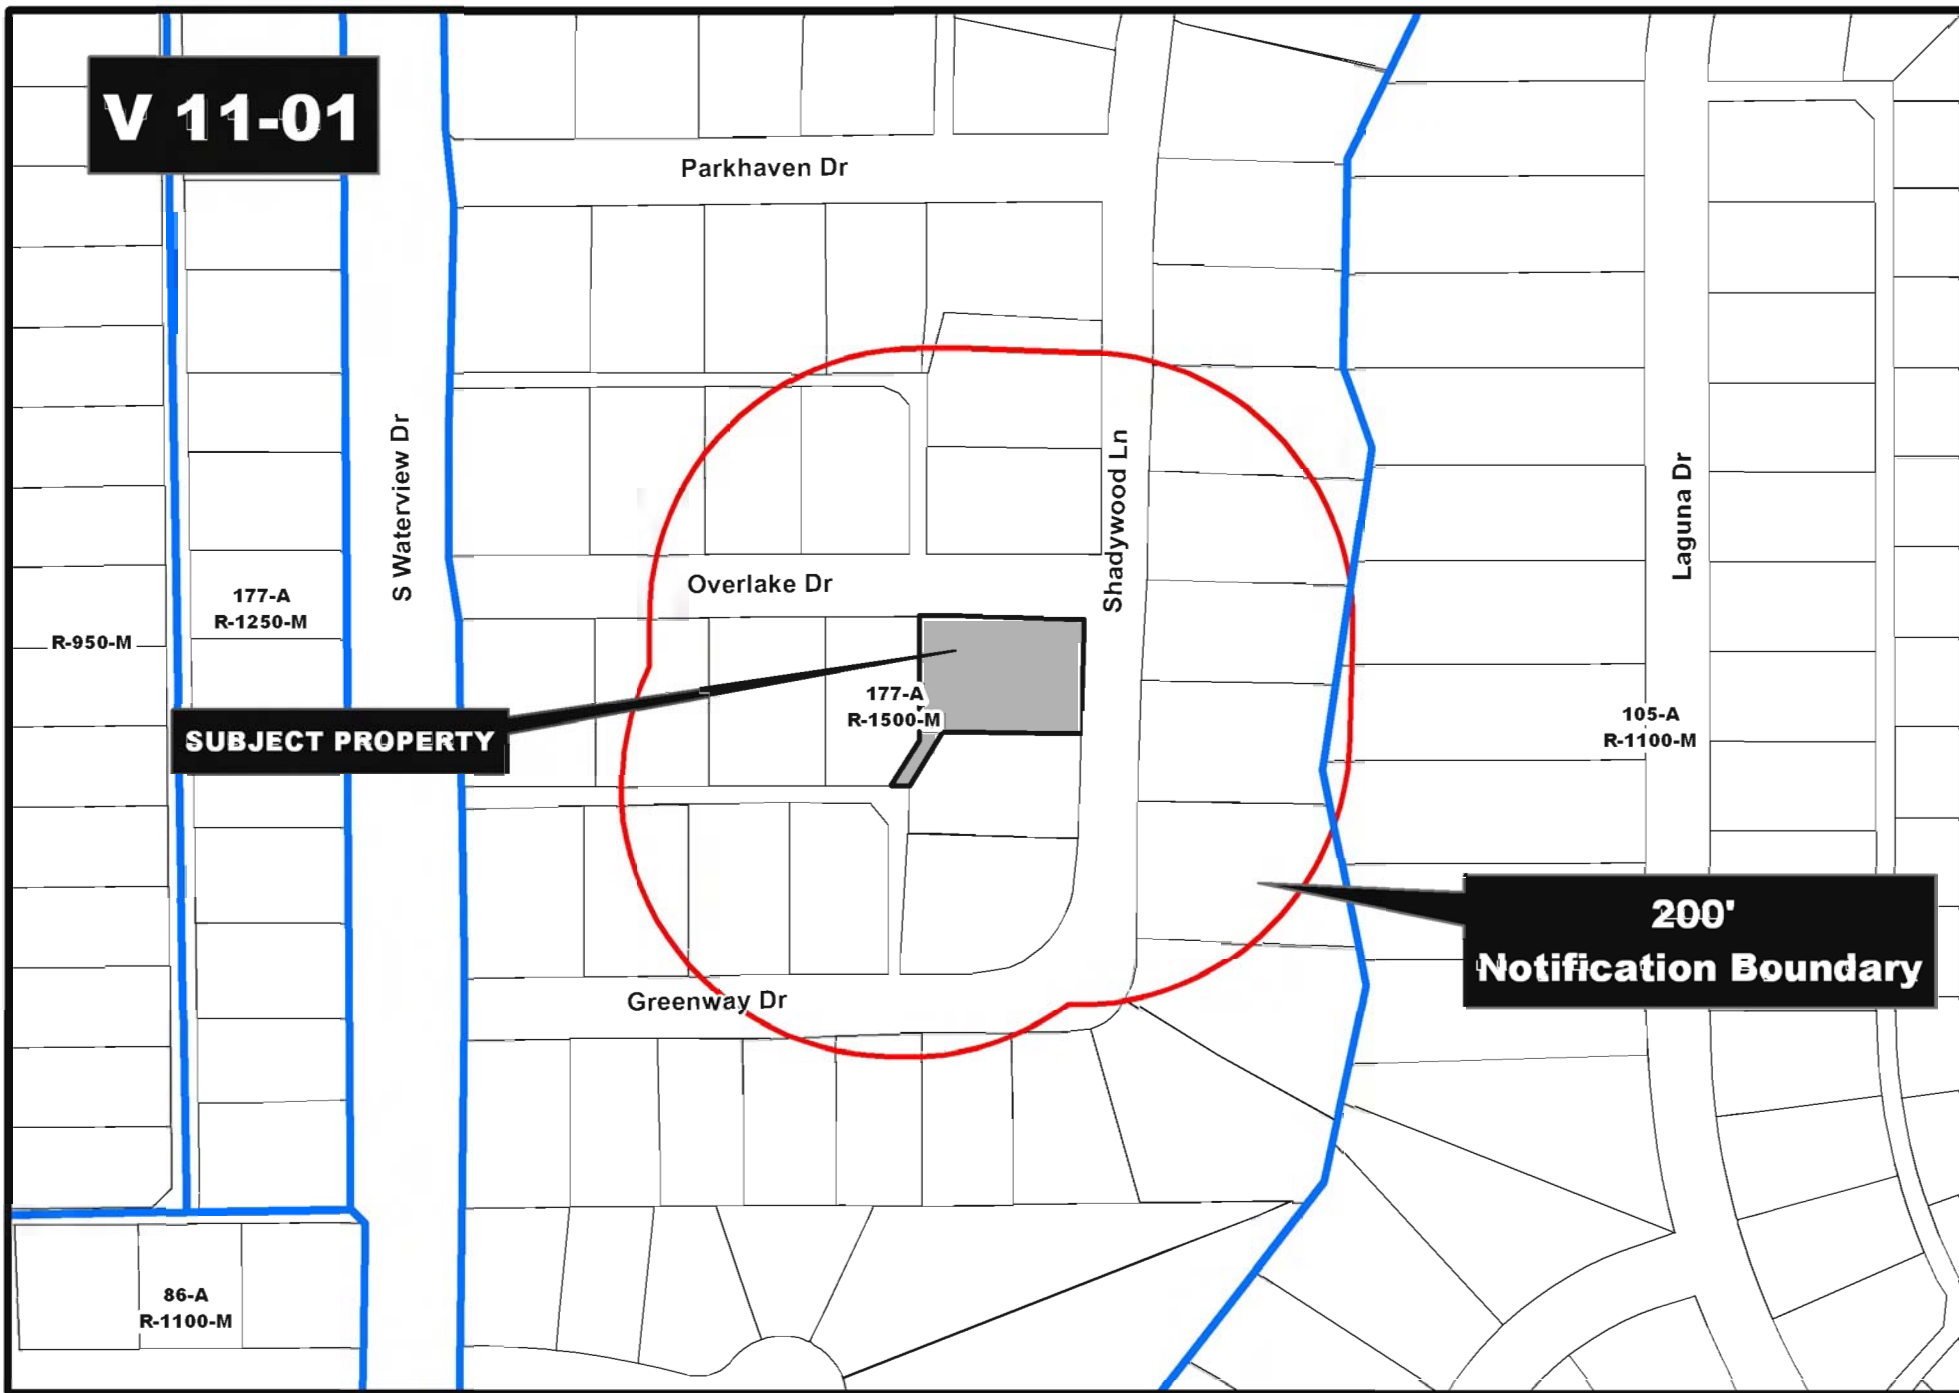 V 11-01
Parkhaven Dr
S Waterview Dr
Shadywood Ln
Laguna Dr
Overlake Dr
177-A
R-1250-M
R-950-M
177-A
R-1500-M
SUBJECT PROPERTY
105-A
R-1100-M
200'
Notification Boundary
Greenway Dr
86-A
R-1100-M